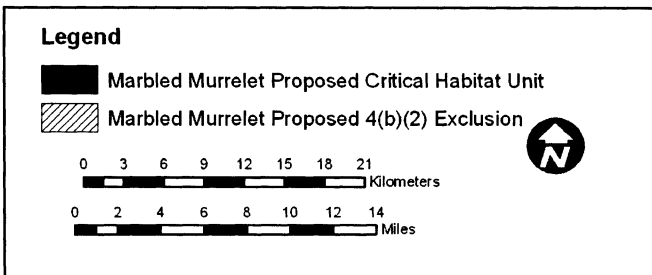 Legend
Marbled Murrelet Proposed Critical Habitat Unit
Marbled Murrelet Proposed 4(b)(2) Exclusion
N
0 3 6 9 12 15 18 21
Kilometers
0 2 4 6 8 10 12 14
Miles